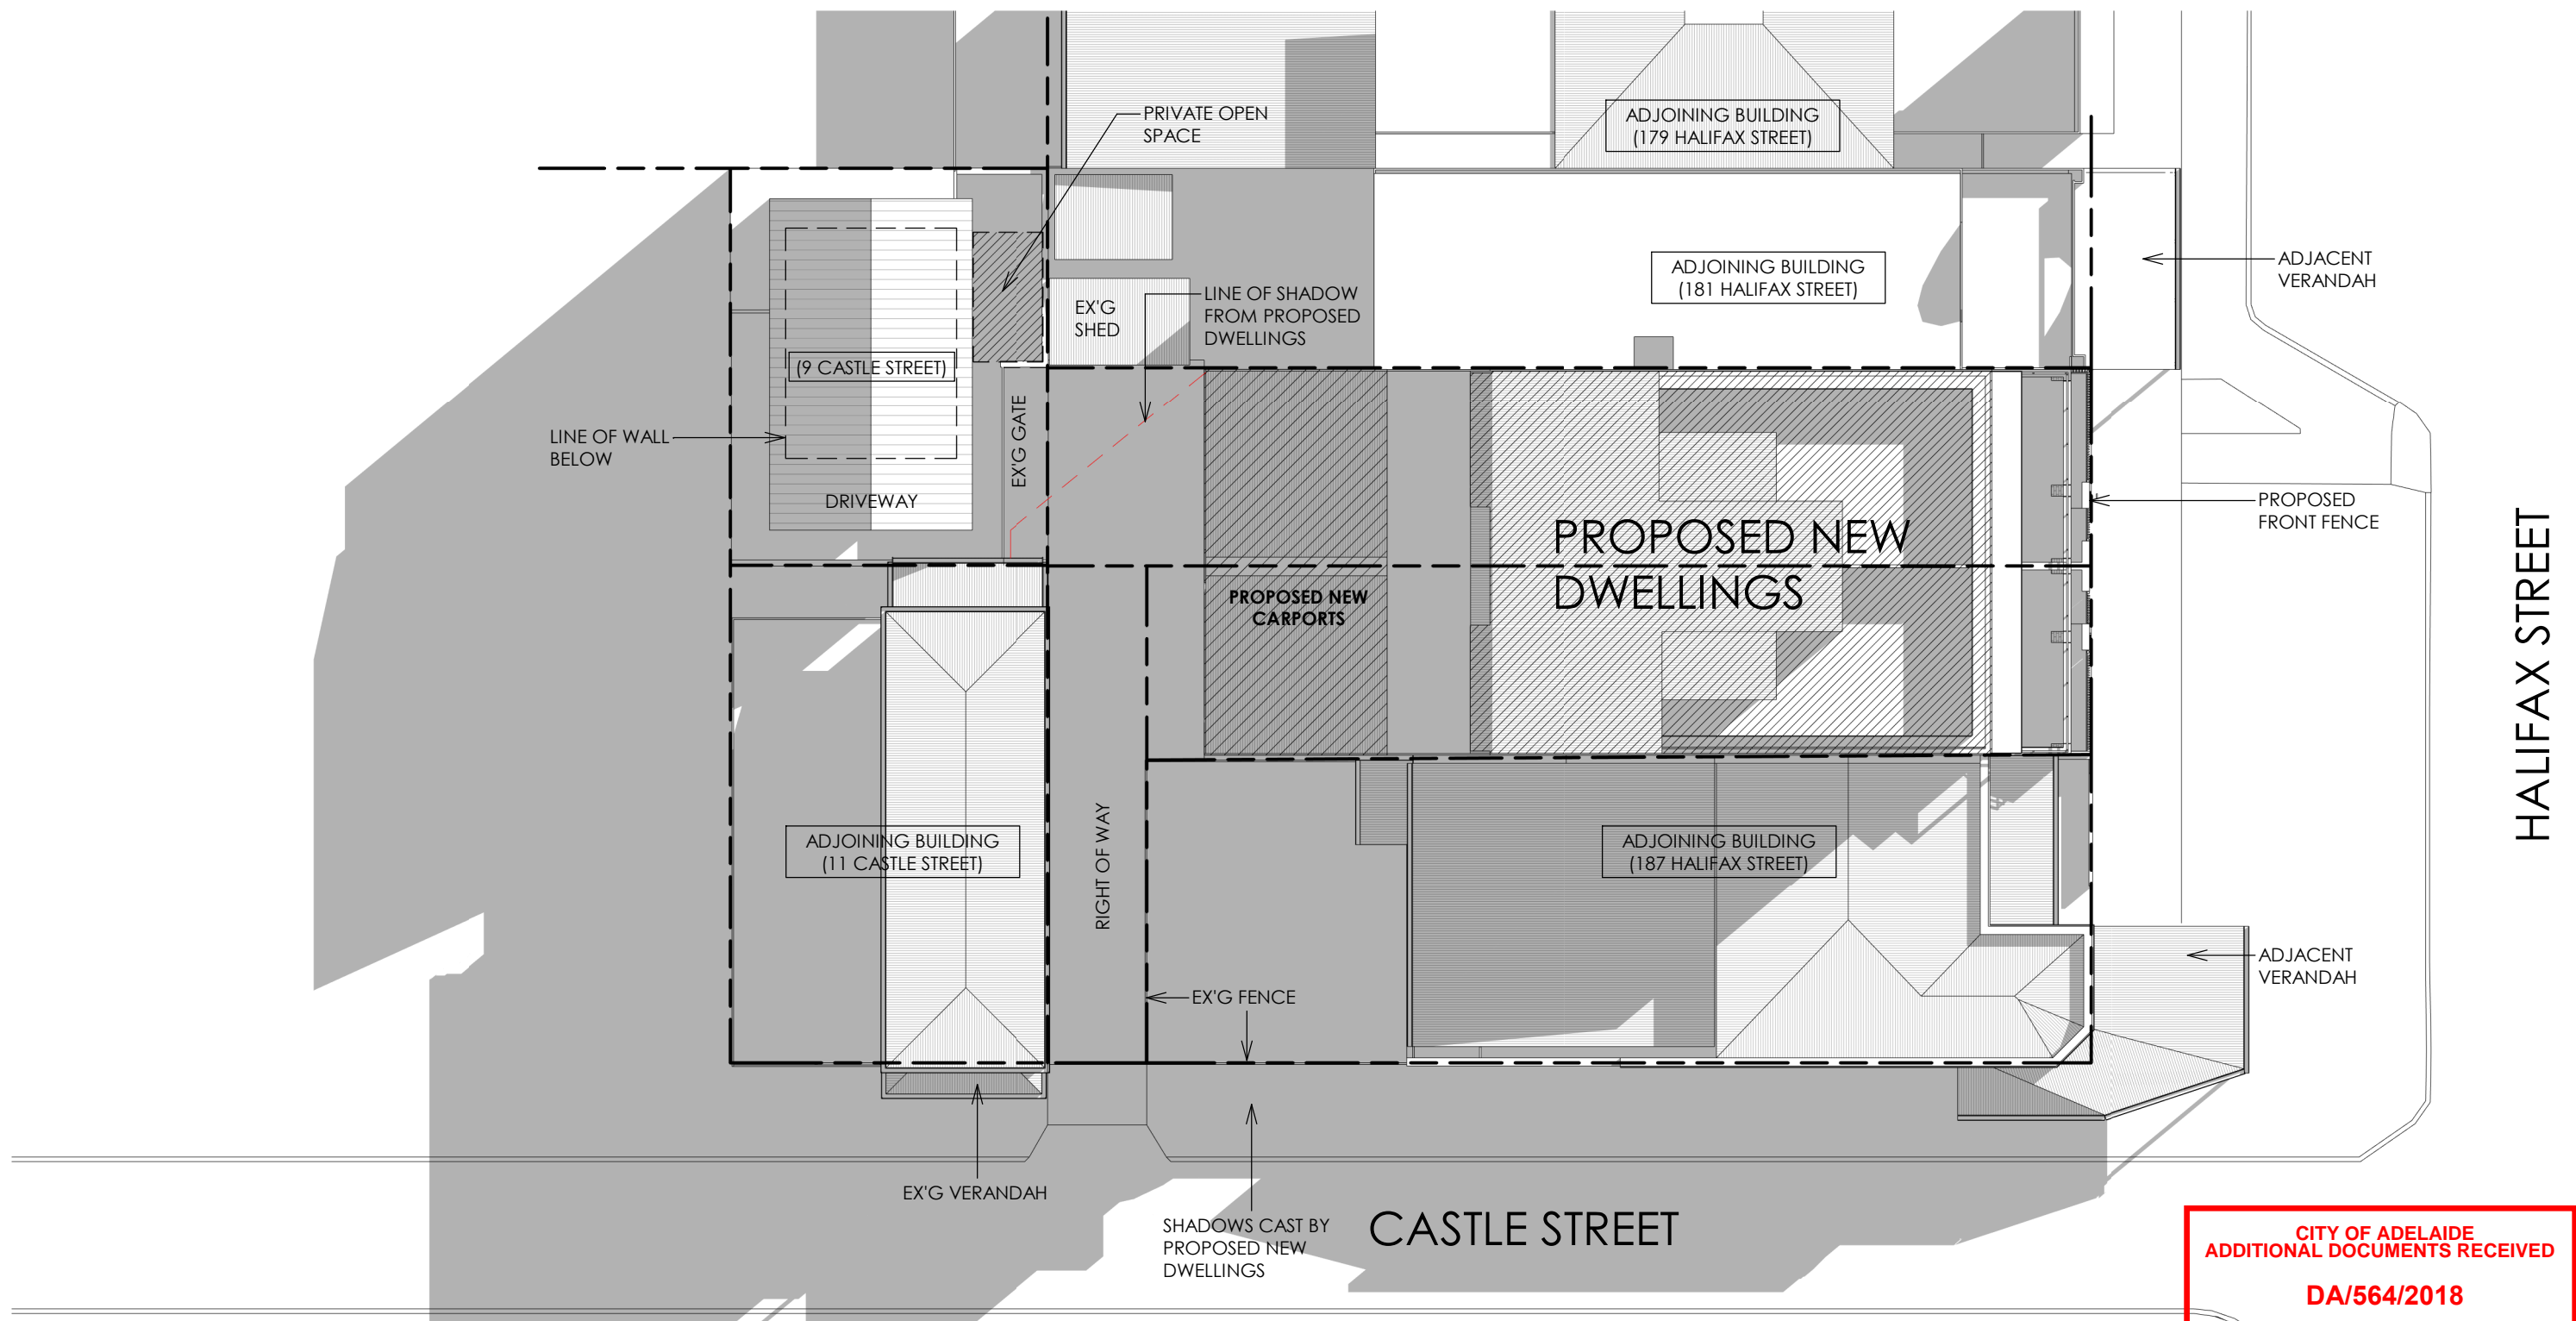 PRIVATE OPEN
SPACE
ADJOINING BUILDING
(179 HALIFAX STREET)
ADJOINING BUILDING
(181 HALIFAX STREET)
ADJACENT
VERANDAH
LINE OF SHADOW
FROM PROPOSED
DWELLINGS
EX'G
SHED
(9 CASTLE STREET)
LINE OF WALL
BELOW
EX'G GATE
DRIVEWAY
PROPOSED
FRONT FENCE
PROPOSED NEW
DWELLINGS
PROPOSED NEW
CARPORTS
HALIFAX STREET
ADJOINING BUILDING
(11 CASTLE STREET)
RIGHT OF WAY
ADJOINING BUILDING
(187 HALIFAX STREET)
ADJACENT
VERANDAH
EX'G FENCE
EX'G VERANDAH
SHADOWS CAST BY
PROPOSED NEW
DWELLINGS
CASTLE STREET
CITY OF ADELAIDE
ADDITIONAL DOCUMENTS RECEIVED
DA/564/2018